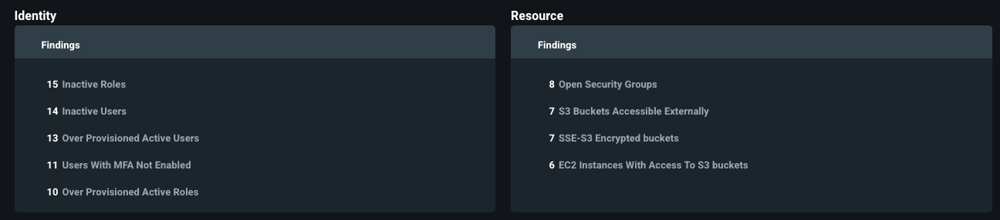 Identity
Findings
15 Inactive Roles
14 Inactive Users
13 Over Provisioned Active Users
11 Users With MFA Not Enabled
10 Over Provisioned Active Roles
Resource
Findings
8 Open Security Groups
7 S3 Buckets Accessible Externally
7 SSE-S3 Encrypted buckets
6 EC2 Instances With Access To S3 buckets